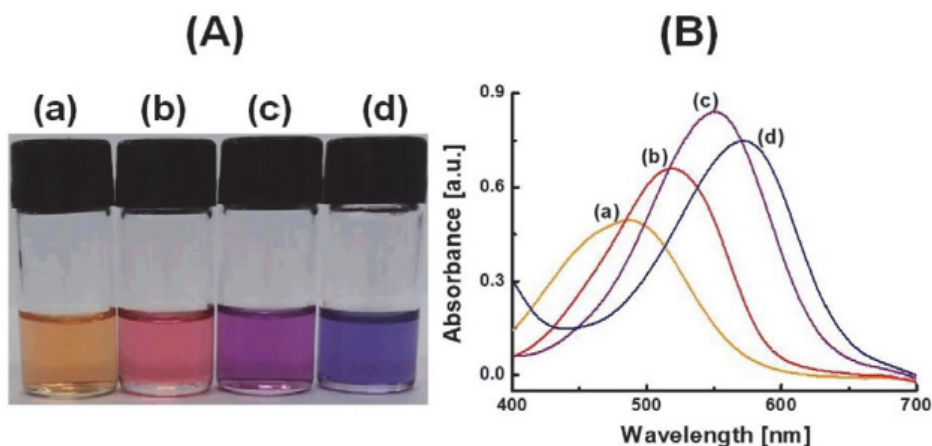 (A)
(a) (b) (c) (d)
(B)
Absorbance [a.u.]
0.9
0.6
0.3
0.0
(a)
(b)
(c)
(d)
400 500 600 700
Wavelength [nm]